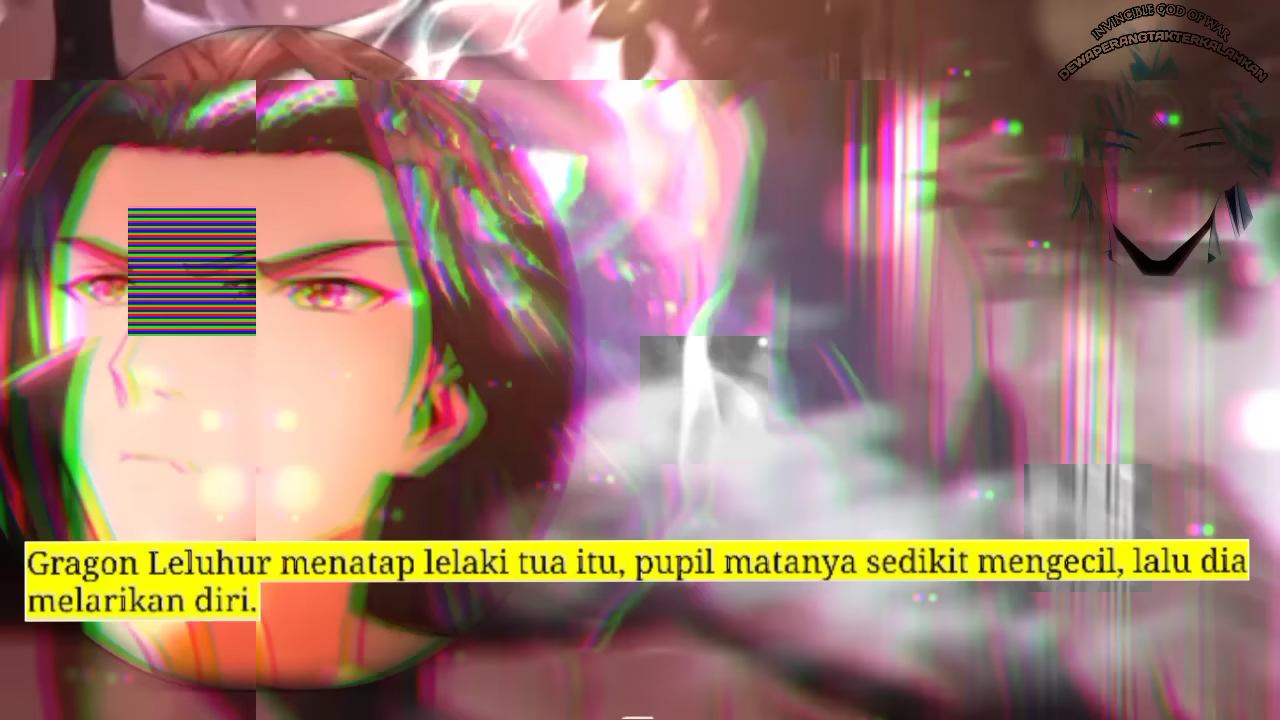 INVINCIBLE GOD OF WAR
DEWAPERANGTAKTERKALAHKAN
Gragon Leluhur menatap lelaki tua itu, pupil matanya sedikit mengecil, lalu dia
melarikan diri.